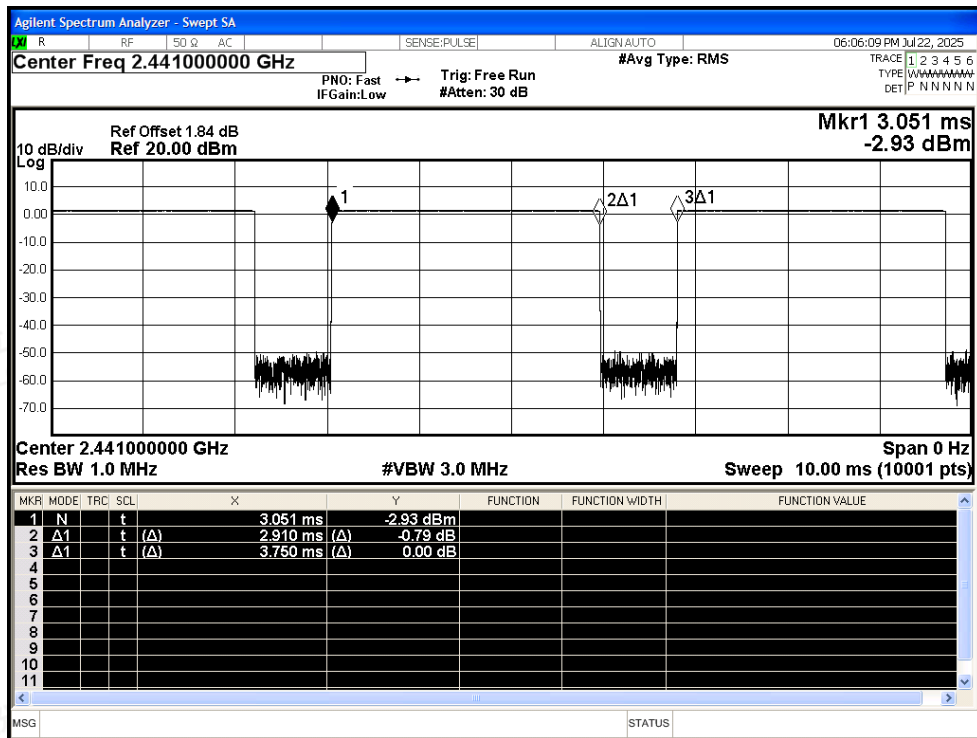 Agilent Spectrum Analyzer - Swept SA
LXI R RF 50 Ω AC SENSE:PULSE ALIGN AUTO 06:06:09 PM Jul 22, 2025
Center Freq 2.441000000 GHz
#Avg Type: RMS
TRACE 1 2 3 4 5 6
PNO: Fast Trig: Free Run
TYPE WWWWWW
IFGain:Low #Atten: 30 dB
DET P N N N N N
Mkr1 3.051 ms
Ref Offset 1.84 dB
10 dB/div Ref 20.00 dBm
-2.93 dBm
Log
10.0
1 2Δ1 3Δ1
0.00
-10.0
-20.0
-30.0
-40.0
-50.0
-60.0
-70.0
Center 2.441000000 GHz Span 0 Hz
Res BW 1.0 MHz #VBW 3.0 MHz Sweep 10.00 ms (10001 pts)
MKR MODE TRC SCL X Y FUNCTION FUNCTION WIDTH FUNCTION VALUE
1 N t 3.051 ms -2.93 dBm
2 Δ1 t (Δ) 2.910 ms (Δ) -0.79 dB
3 Δ1 t (Δ) 3.750 ms (Δ) 0.00 dB
4
5
6
7
8
9
10
11
MSG STATUS